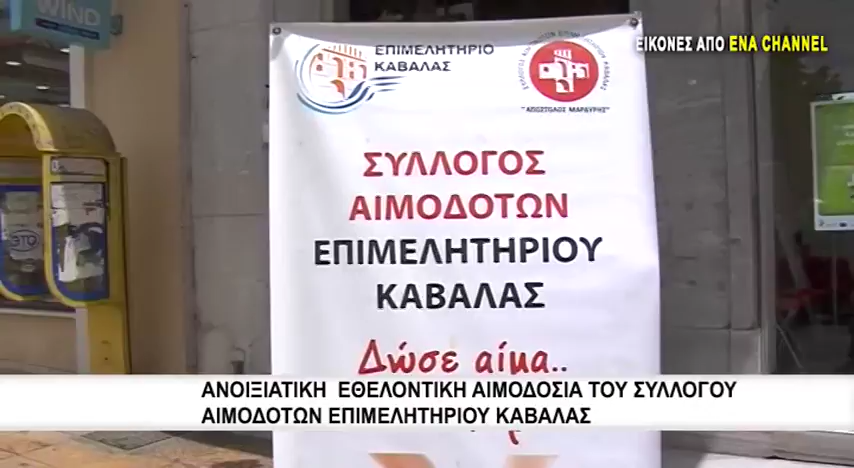 WIND
ΕΠΙΜΕΛΗΤΗΡΙΟ
ΚΑΒΑΛΑΣ
"ΑΠΟΣΤΟΛΟΣ ΜΑΡΔΥΡΗΣ"
ΕΙΚΟΝΕΣ ΑΠΟ ΕΝΑ CHANNEL
ΣΥΛΛΟΓΟΣ
ΑΙΜΟΔΟΤΩΝ
ΕΠΙΜΕΛΗΤΗΡΙΟΥ
ΚΑΒΑΛΑΣ
Δώσε αίμα..
ΑΝΟΙΞΙΑΤΙΚΗ ΕΘΕΛΟΝΤΙΚΗ ΑΙΜΟΔΟΣΙΑ ΤΟΥ ΣΥΛΛΟΓΟΥ
ΑΙΜΟΔΟΤΩΝ ΕΠΙΜΕΛΗΤΗΡΙΟΥ ΚΑΒΑΛΑΣ